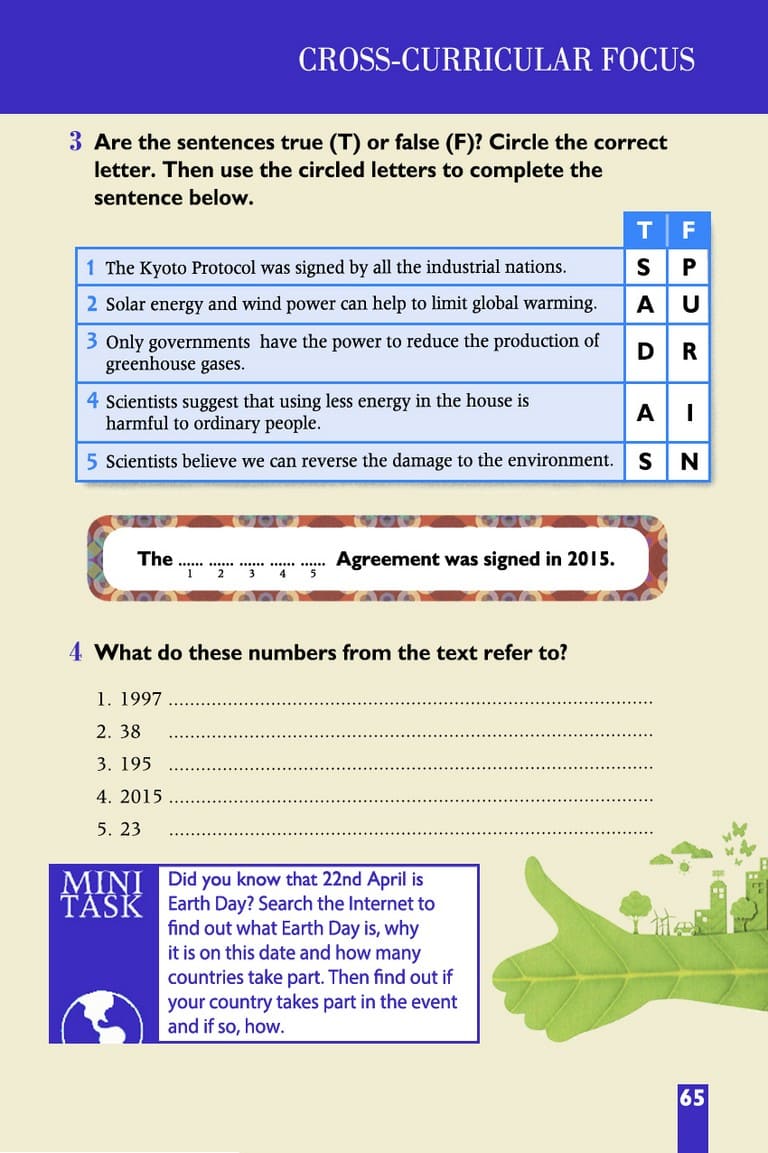 CROSS-CURRICULAR FOCUS
3 Are the sentences true (T) or false (F)? Circle the correct
letter. Then use the circled letters to complete the
sentence below.
T F
1 The Kyoto Protocol was signed by all the industrial nations. S P
2 Solar energy and wind power can help to limit global warming. A U
3 Only governments have the power to reduce the production of
greenhouse gases. D R
4 Scientists suggest that using less energy in the house is
harmful to ordinary people. A I
5 Scientists believe we can reverse the damage to the environment. S N
The ...... ...... ...... ...... ...... Agreement was signed in 2015.
1 2 3 4 5
4 What do these numbers from the text refer to?
1. 1997 ................................................................................
2. 38 ................................................................................
3. 195 ................................................................................
4. 2015 ................................................................................
5. 23 ................................................................................
MINI
TASK
Did you know that 22nd April is
Earth Day? Search the Internet to
find out what Earth Day is, why
it is on this date and how many
countries take part. Then find out if
your country takes part in the event
and if so, how.
65